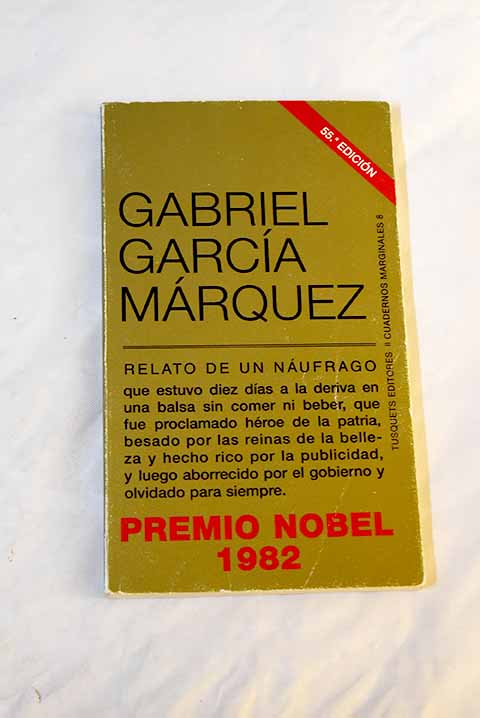 55.ª EDICIÓN
GABRIEL
GARCÍA
MÁRQUEZ
RELATO DE UN NÁUFRAGO
que estuvo diez días a la deriva en
una balsa sin comer ni beber, que
fue proclamado héroe de la patria,
besado por las reinas de la belle-
za y hecho rico por la publicidad,
y luego aborrecido por el gobierno y
olvidado para siempre.
PREMIO NOBEL
1982
TUSQUETS EDITORES II CUADERNOS MARGINALES 8